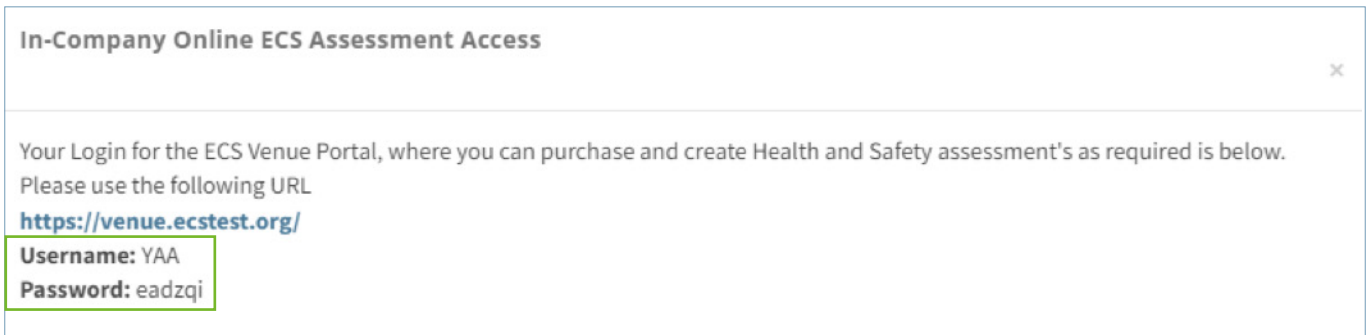 In-Company Online ECS Assessment Access
×
Your Login for the ECS Venue Portal, where you can purchase and create Health and Safety assessment's as required is below.
Please use the following URL
https://venue.ecstest.org/
Username: YAA
Password: eadzqi